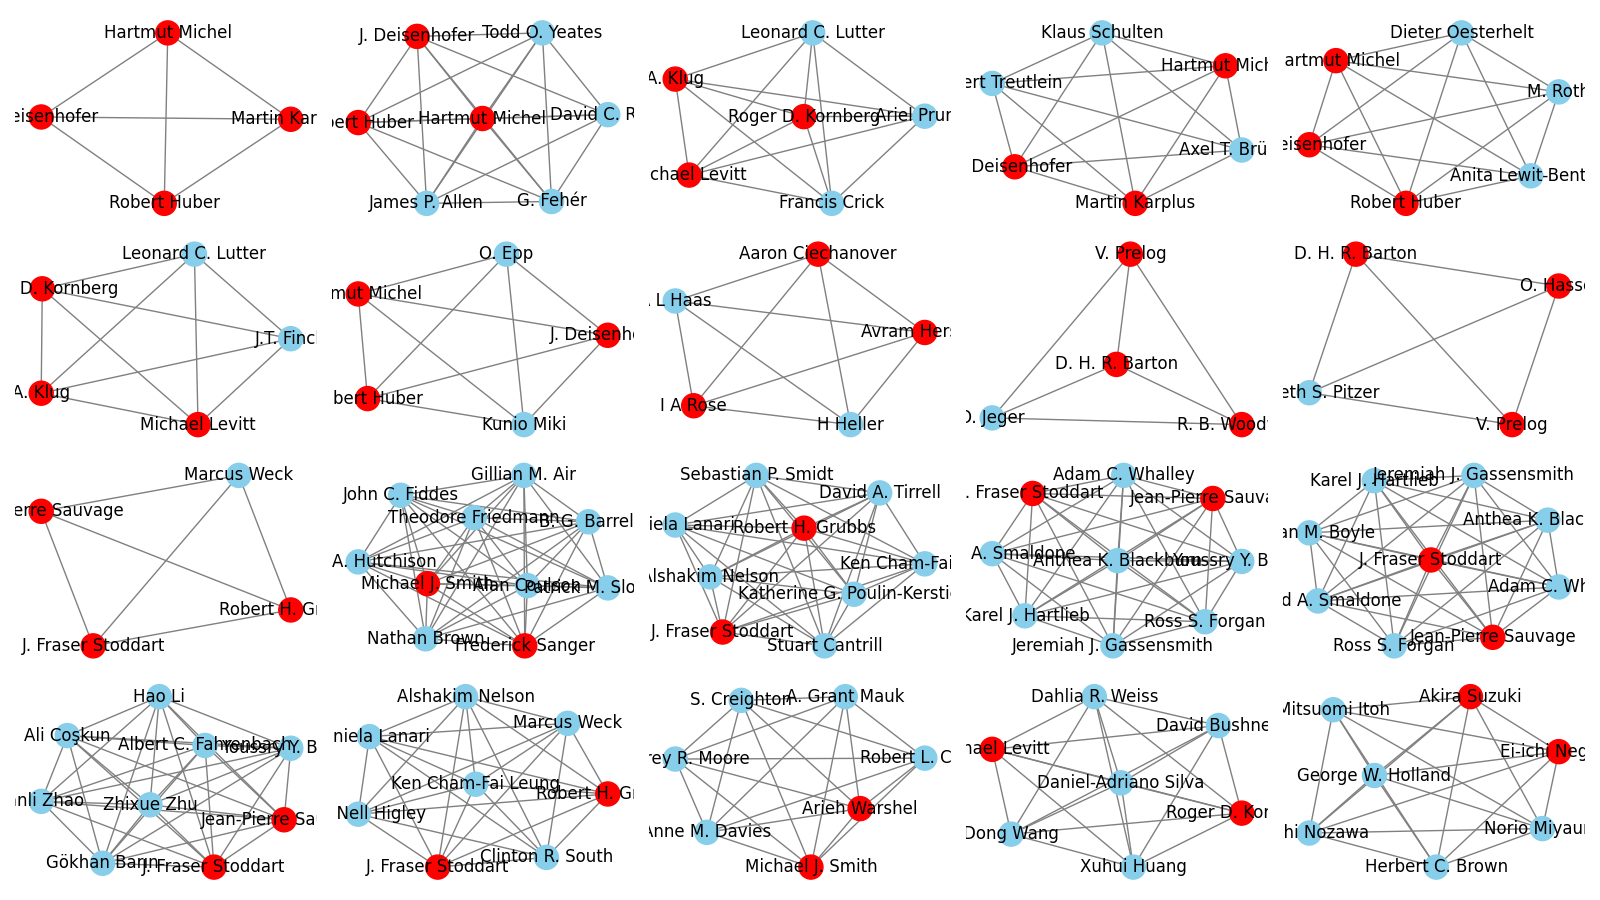 Hartmut Michel
eisenhofer
Martin Kar
Robert Huber
J. Deisenhofer
Todd O. Yeates
bert Huber
Hartmut Michel
David C. R
James P. Allen
G. Fehér
Leonard C. Lutter
A. Klug
Roger D. Kornberg
Ariel Prun
chael Levitt
Francis Crick
Klaus Schulten
Hartmut Mich
ert Treutlein
Axel T. Brü
Deisenhofer
Martin Karplus
Dieter Oesterhelt
artmut Michel
M. Roth
eisenhofer
Anita Lewit-Bent
Robert Huber
Leonard C. Lutter
D. Kornberg
J.T. Finc
A. Klug
Michael Levitt
O. Epp
mut Michel
J. Deisenho
bert Huber
Kunio Miki
Aaron Ciechanover
. L Haas
Avram Hers
I A Rose
H Heller
V. Prelog
D. H. R. Barton
O. Jeger
R. B. Wood
D. H. R. Barton
O. Hasse
eth S. Pitzer
V. Prelog
Marcus Weck
erre Sauvage
Robert H. Gr
J. Fraser Stoddart
Gillian M. Air
John C. Fiddes
Theodore Friedmann
B. G. Barrel
A. Hutchison
Michael J. Smith
Alan Coulson
Patrick M. Slo
Nathan Brown
Frederick Sanger
Sebastian P. Smidt
David A. Tirrell
iela Lanari
Robert H. Grubbs
Ken Cham-Fai
Alshakim Nelson
Katherine G. Poulin-Kersti
J. Fraser Stoddart
Stuart Cantrill
Adam C. Whalley
. Fraser Stoddart
Jean-Pierre Sauva
A. Smaldone
Anthea K. Blackburn
Youssry Y. B
Karel J. Hartlieb
Ross S. Forgan
Jeremiah J. Gassensmith
Jeremiah J. Gassensmith
Karel J. Hartlieb
Anthea K. Blac
an M. Boyle
J. Fraser Stoddart
Adam C. Wh
d A. Smaldone
Jean-Pierre Sauvage
Ross S. Forgan
Hao Li
Ali Coskun
Albert C. Fahrenbach
Youssry Y. B
nli Zhao
Zhixue Zhu
Jean-Pierre Sa
Gökhan Barin
J. Fraser Stoddart
Alshakim Nelson
Marcus Weck
niela Lanari
Ken Cham-Fai Leung
Robert H. Gr
Nell Higley
Clinton R. South
J. Fraser Stoddart
S. Creighton
A. Grant Mauk
rey R. Moore
Robert L. C
Arieh Warshel
Anne M. Davies
Michael J. Smith
Dahlia R. Weiss
David Bushne
hael Levitt
Daniel-Adriano Silva
Roger D. Kor
Dong Wang
Xuhui Huang
Akira Suzuki
Mitsuomi Itoh
Ei-ichi Neg
George W. Holland
hi Nozawa
Norio Miyaur
Herbert C. Brown